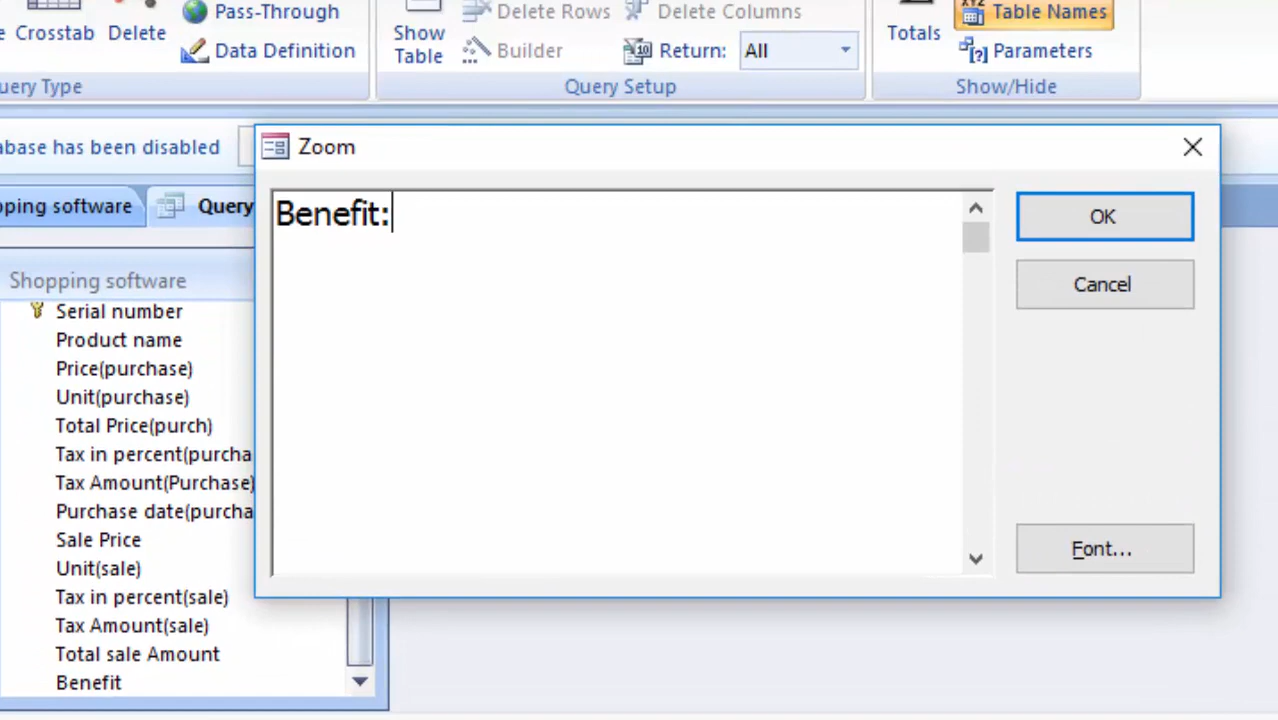 Crosstab
Delete
Pass-Through
Data Definition
Show
Table
Delete Rows
Builder
Delete Columns
Return: All
Totals
Table Names
Parameters
uery Type
Query Setup
Show/Hide
abase has been disabled
Zoom
pping software
Query
Benefit:
OK
Cancel
Font...
Shopping software
Serial number
Product name
Price(purchase)
Unit(purchase)
Total Price(purch)
Tax in percent(purcha
Tax Amount(Purchase)
Purchase date(purcha
Sale Price
Unit(sale)
Tax in percent(sale)
Tax Amount(sale)
Total sale Amount
Benefit